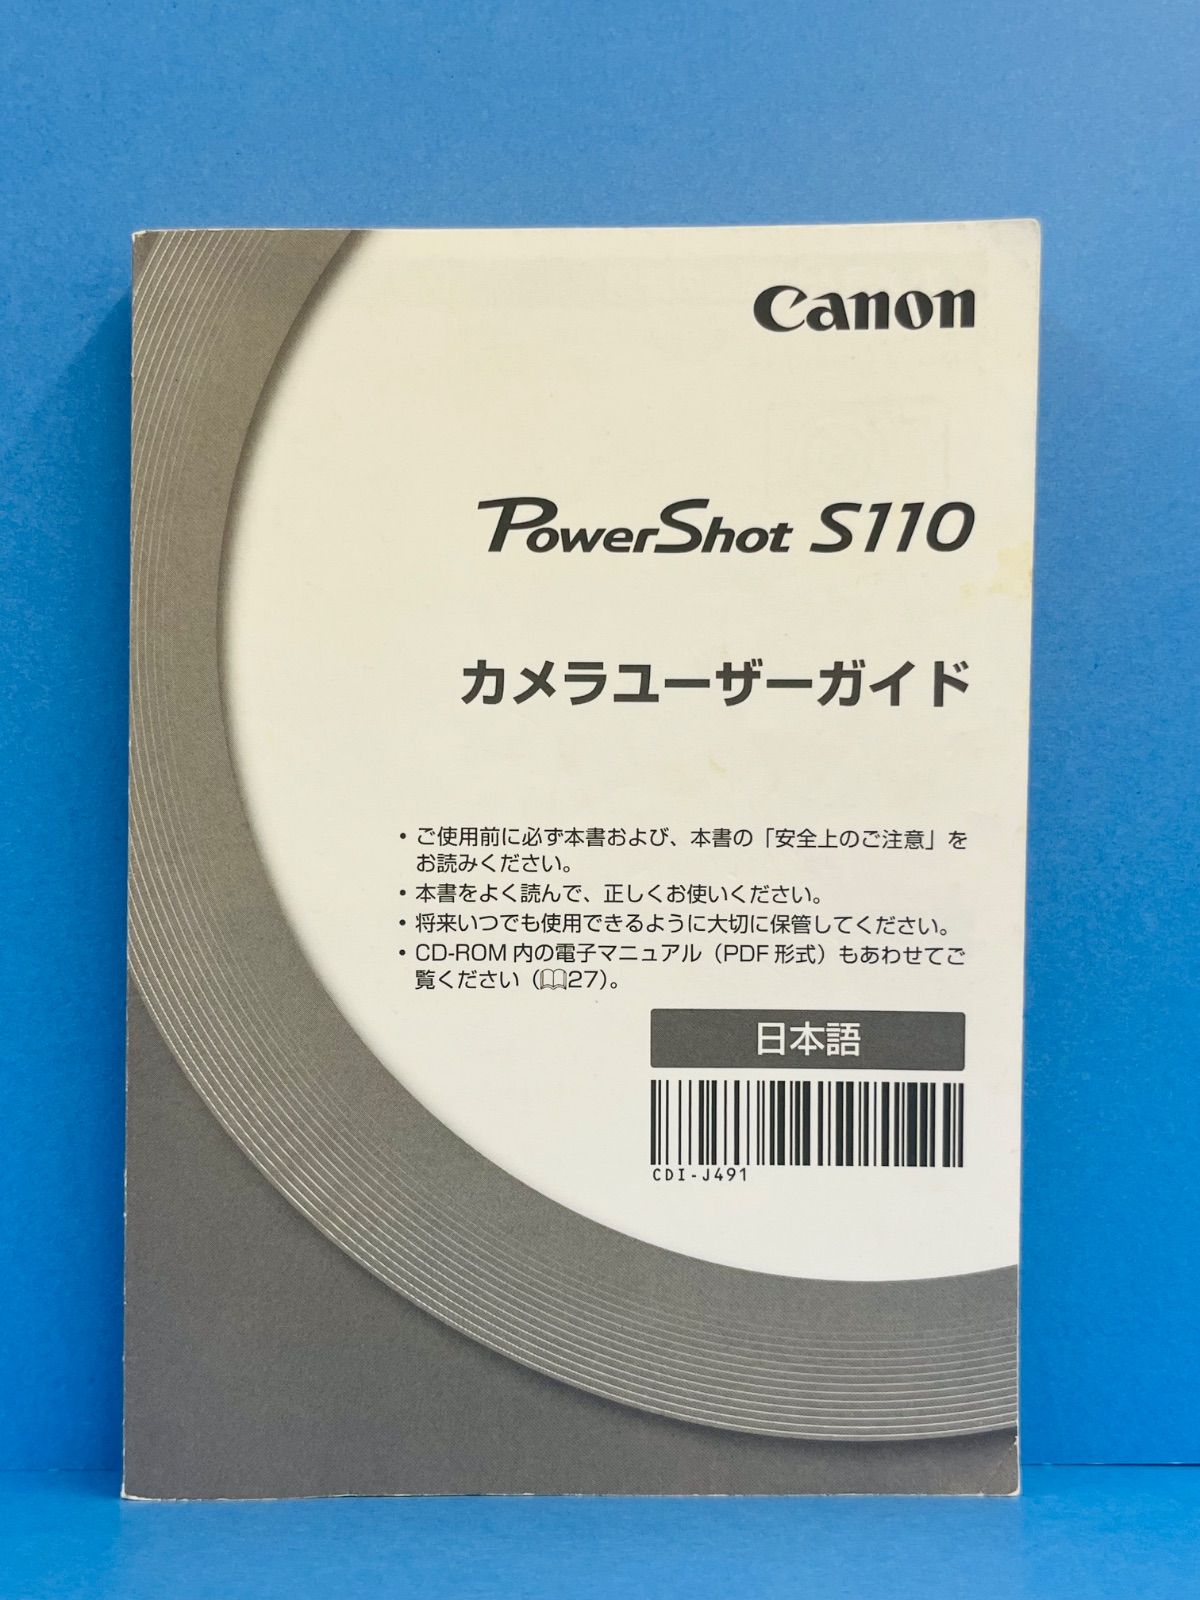 Canon
PowerShot S110
カメラユーザーガイド
• ご使用前に必ず本書および、本書の「安全上のご注意」を
お読みください。
• 本書をよく読んで、正しくお使いください。
• 将来いつでも使用できるように大切に保管してください。
• CD-ROM 内の電子マニュアル（PDF 形式）もあわせてご
覧ください（📖27）。
日本語
CDI-J491